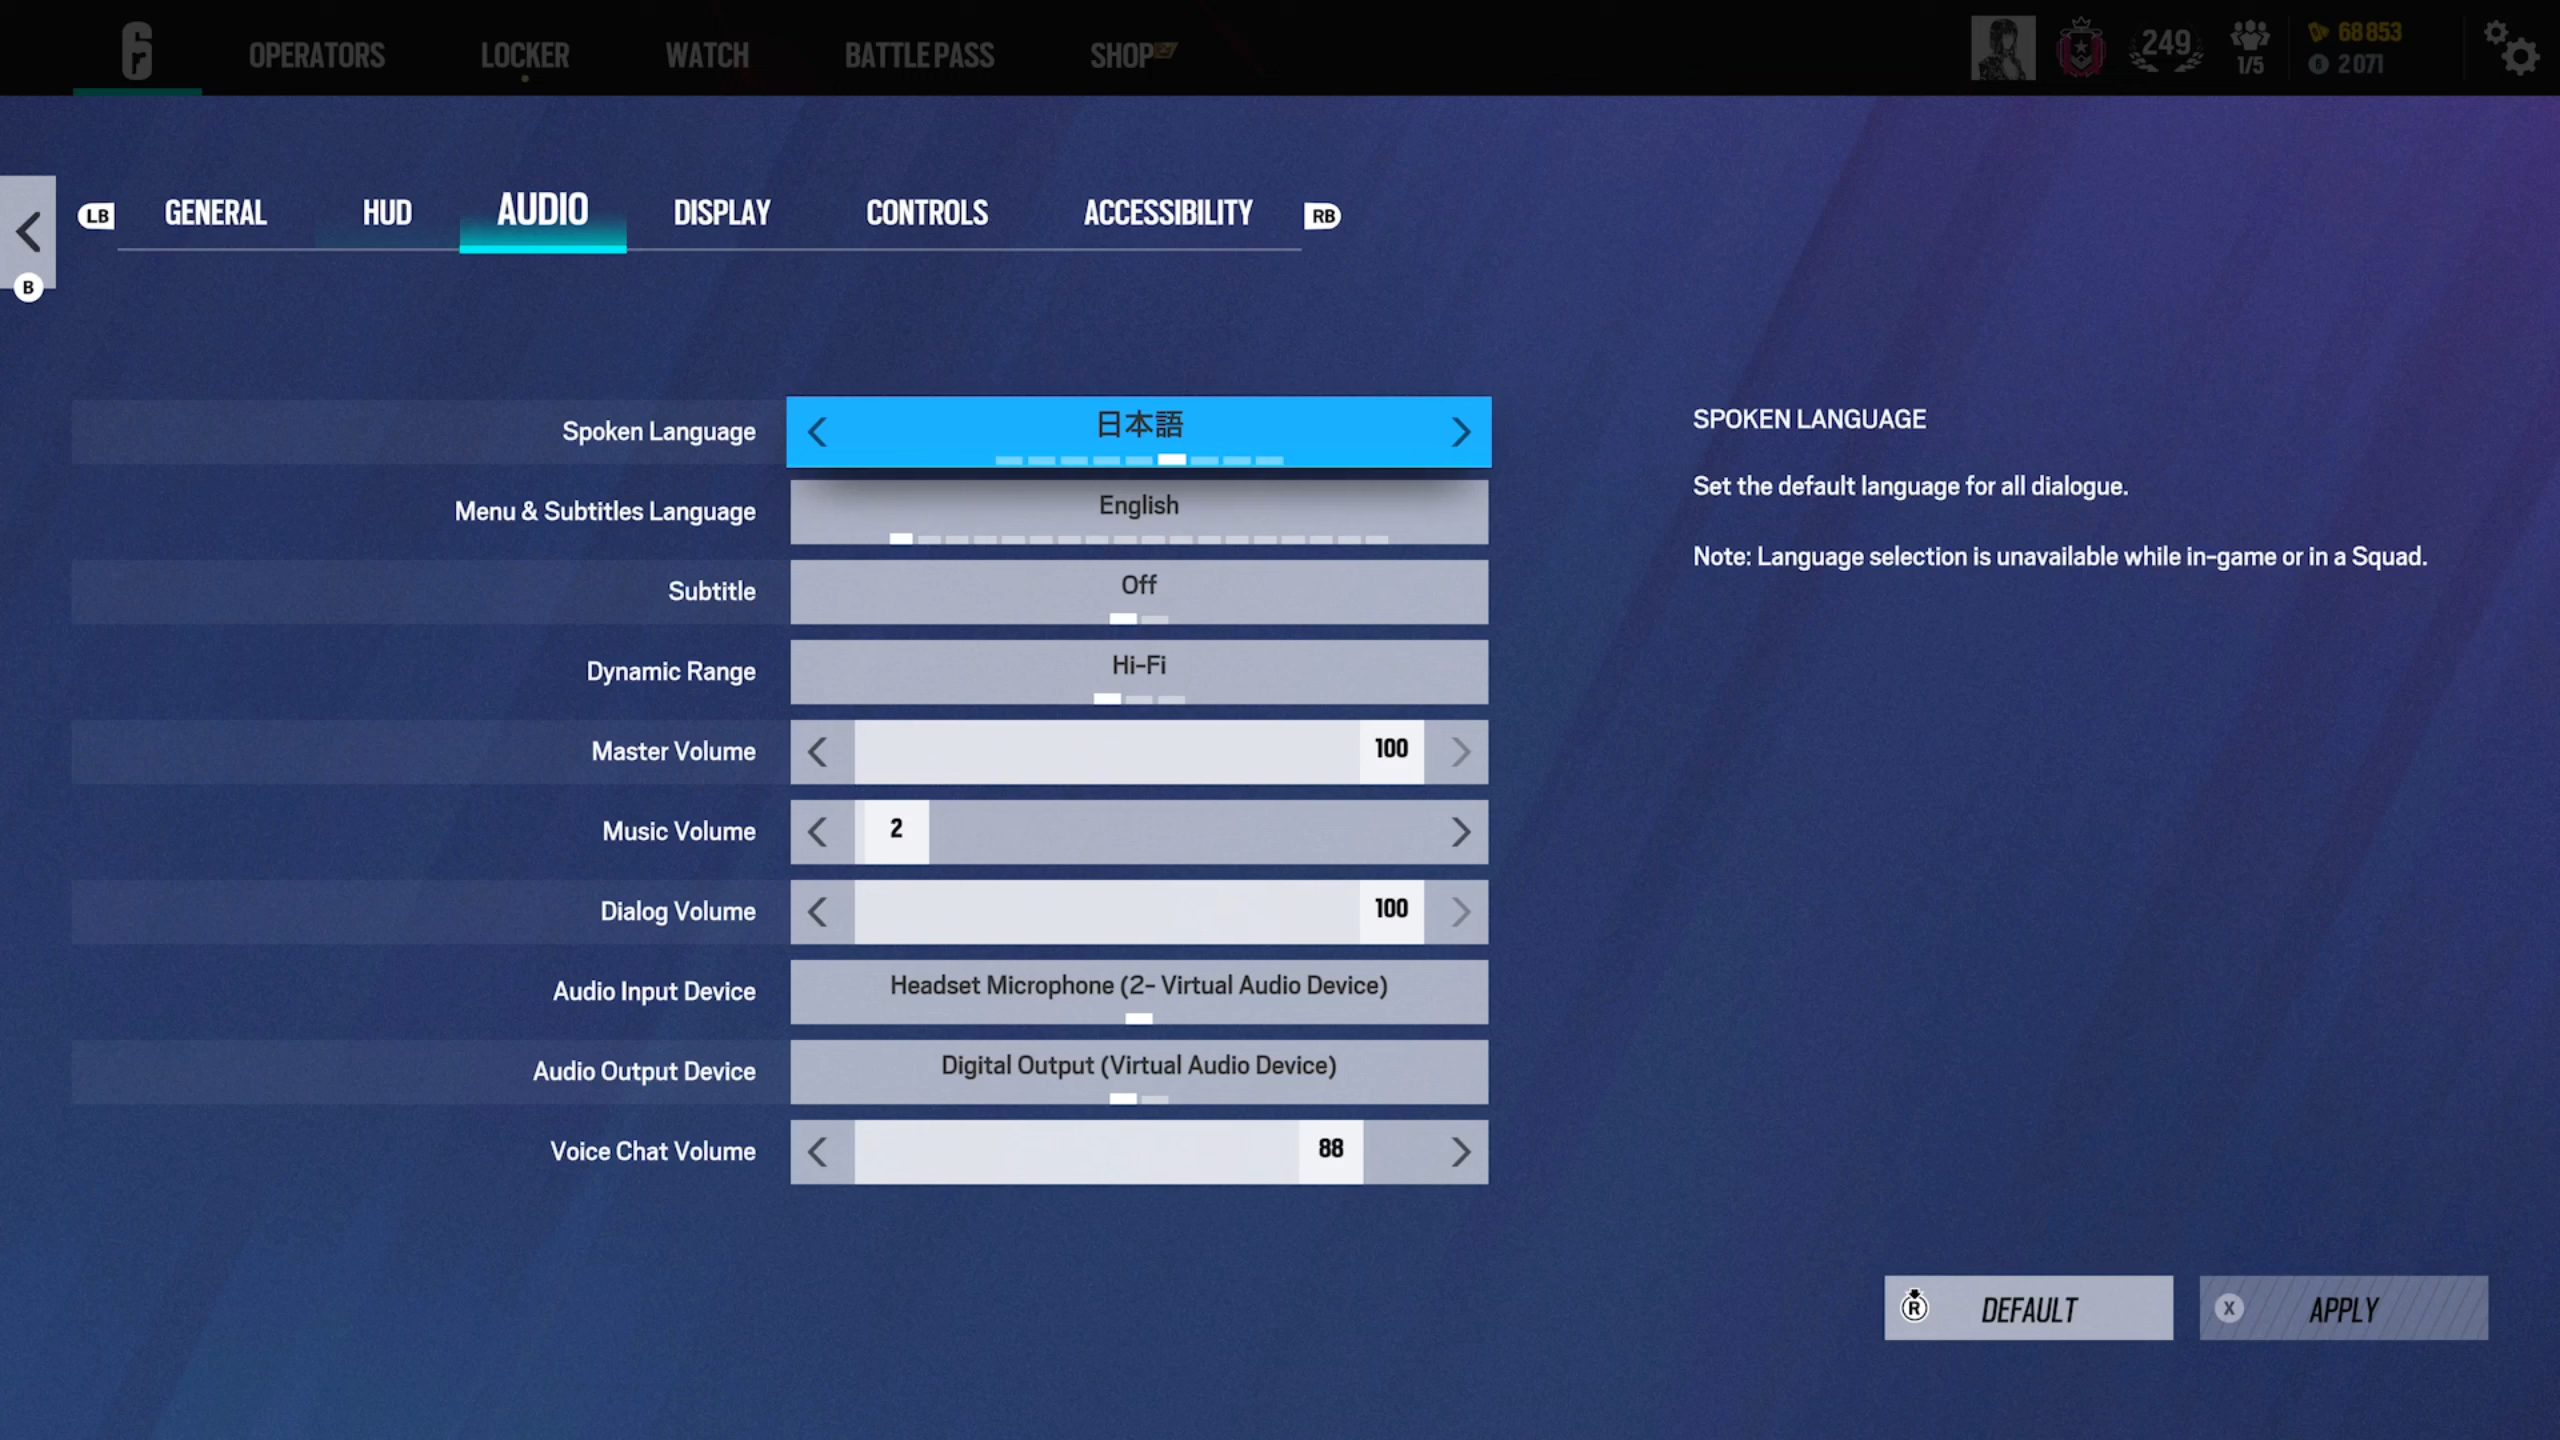 OPERATORS
LOCKER
WATCH
BATTLE PASS
SHOP
249
1/5
68 853
2 071
LB
GENERAL
HUD
AUDIO
DISPLAY
CONTROLS
ACCESSIBILITY
RB
B
Spoken Language
日本語
Menu & Subtitles Language
English
Subtitle
Off
Dynamic Range
Hi-Fi
Master Volume
100
Music Volume
2
Dialog Volume
100
Audio Input Device
Headset Microphone (2- Virtual Audio Device)
Audio Output Device
Digital Output (Virtual Audio Device)
Voice Chat Volume
88
SPOKEN LANGUAGE
Set the default language for all dialogue.
Note: Language selection is unavailable while in-game or in a Squad.
R
DEFAULT
X
APPLY